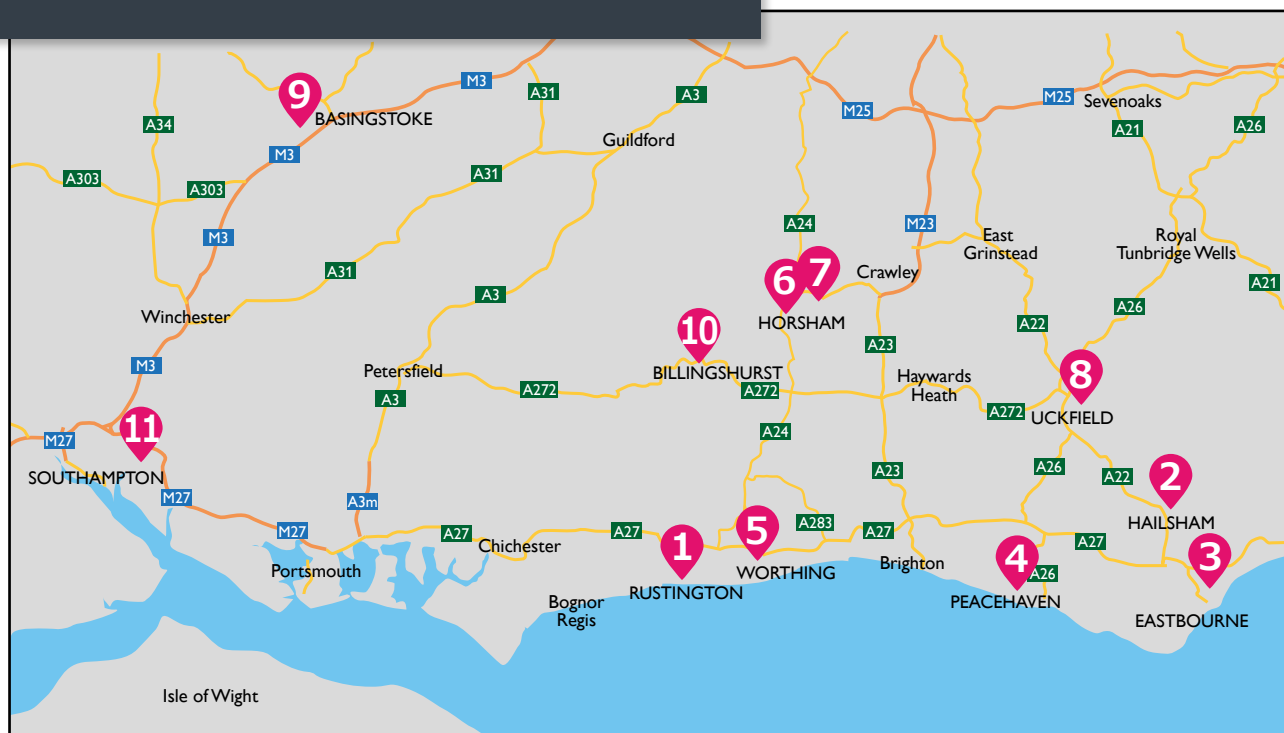 M3
A31
A3
9
BASINGSTOKE
M25
M25
Sevenoaks
A34
A21
A26
M3
Guildford
A31
A303
A303
A24
M23
M3
East
Grinstead
Royal
Tunbridge Wells
A31
6
7
Crawley
A21
A3
Winchester
HORSHAM
A22
A26
10
A23
M3
Petersfield
BILLINGSHURST
8
A3
A272
A272
Haywards
Heath
A272
UCKFIELD
11
M27
A24
SOUTHAMPTON
A23
A26
A22
2
M27
A3m
HAILSHAM
M27
A27
Chichester
A27
1
5
A283
A27
A27
3
Portsmouth
WORTHING
Brighton
4
A26
RUSTINGTON
Bognor
Regis
PEACEHAVEN
EASTBOURNE
Isle of Wight